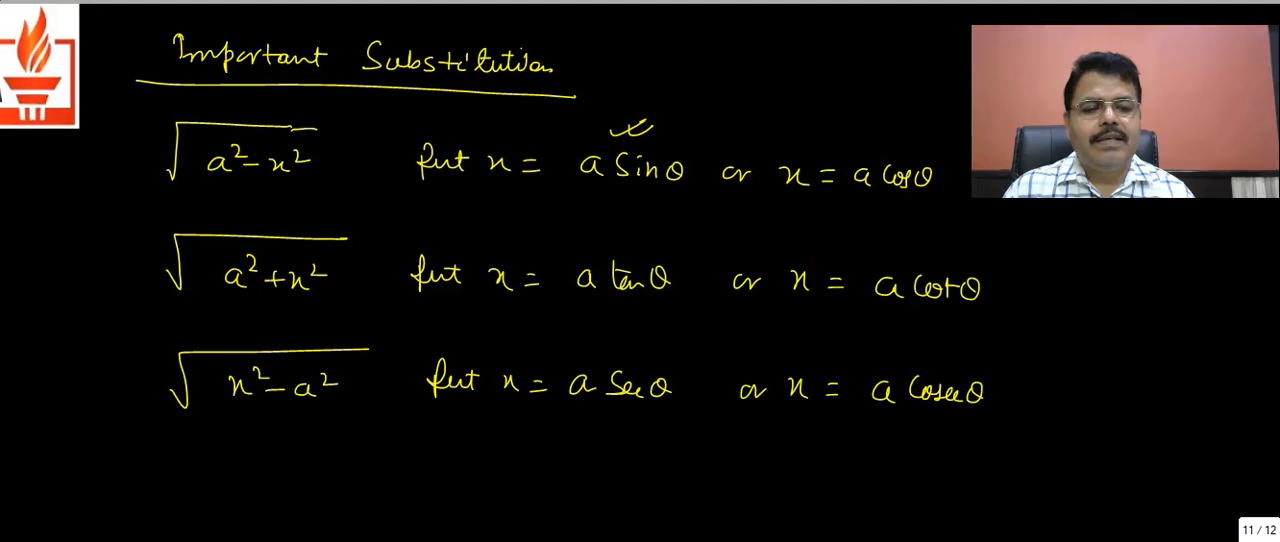 Important Substitution
√(a²-x²) put x = a sinθ or x = a cosθ
√(a²+x²) put x = a tanθ or x = a cotθ
√(x²-a²) put x = a secθ or x = a cosecθ
11 / 12